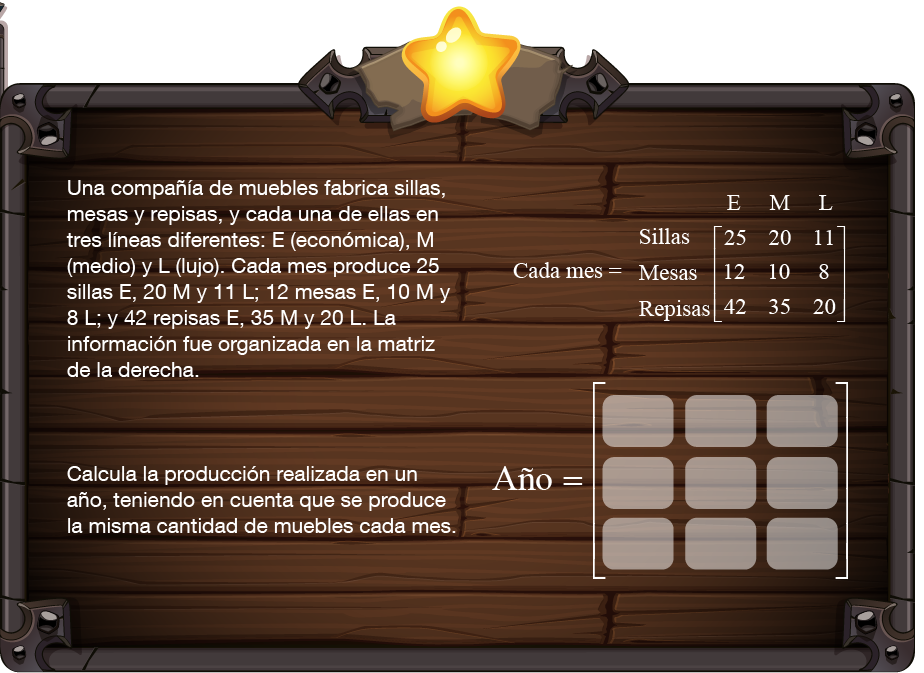 Una compañía de muebles fabrica sillas,
mesas y repisas, y cada una de ellas en
tres líneas diferentes: E (económica), M
(medio) y L (lujo). Cada mes produce 25
sillas E, 20 M y 11 L; 12 mesas E, 10 M y
8 L; y 42 repisas E, 35 M y 20 L. La
información fue organizada en la matriz
de la derecha.
E M L
Sillas 25 20 11
Cada mes = Mesas 12 10 8
Repisas 42 35 20
Calcula la producción realizada en un
año, teniendo en cuenta que se produce
la misma cantidad de muebles cada mes.
Año =